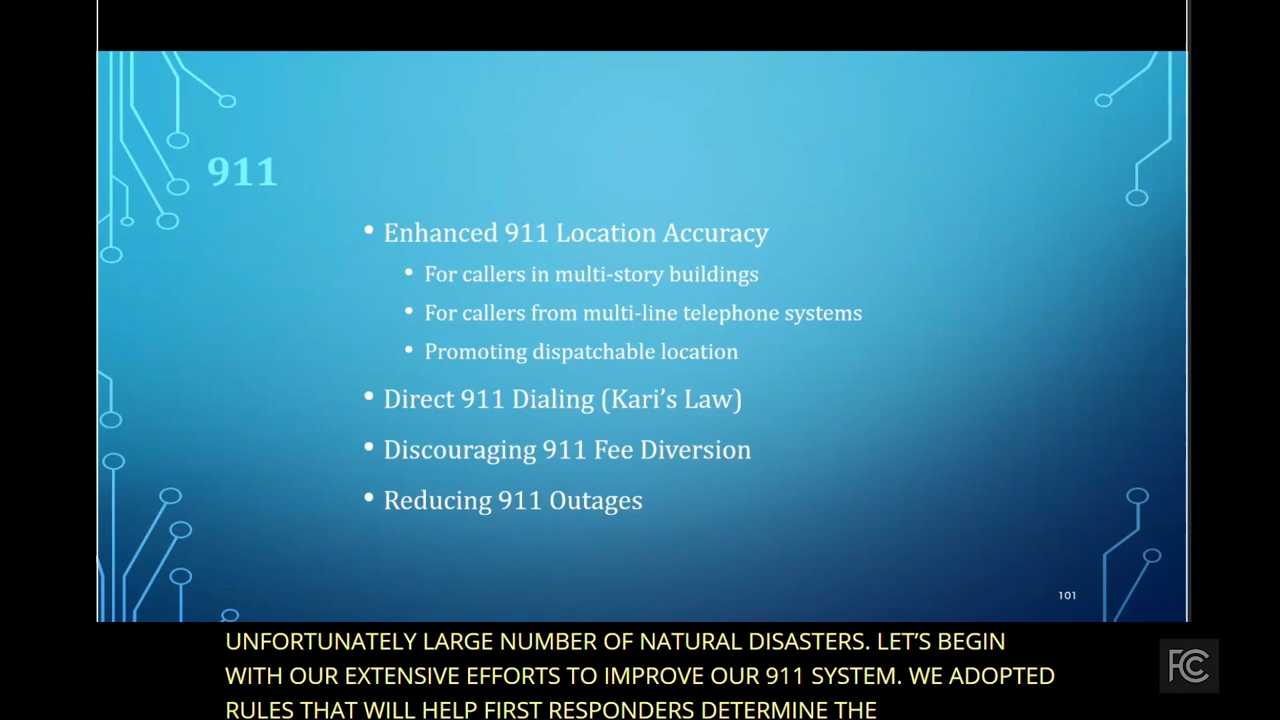 911
• Enhanced 911 Location Accuracy
• For callers in multi-story buildings
• For callers from multi-line telephone systems
• Promoting dispatchable location
• Direct 911 Dialing (Kari’s Law)
• Discouraging 911 Fee Diversion
• Reducing 911 Outages
101
UNFORTUNATELY LARGE NUMBER OF NATURAL DISASTERS. LET’S BEGIN
WITH OUR EXTENSIVE EFFORTS TO IMPROVE OUR 911 SYSTEM. WE ADOPTED
RULES THAT WILL HELP FIRST RESPONDERS DETERMINE THE
FCC